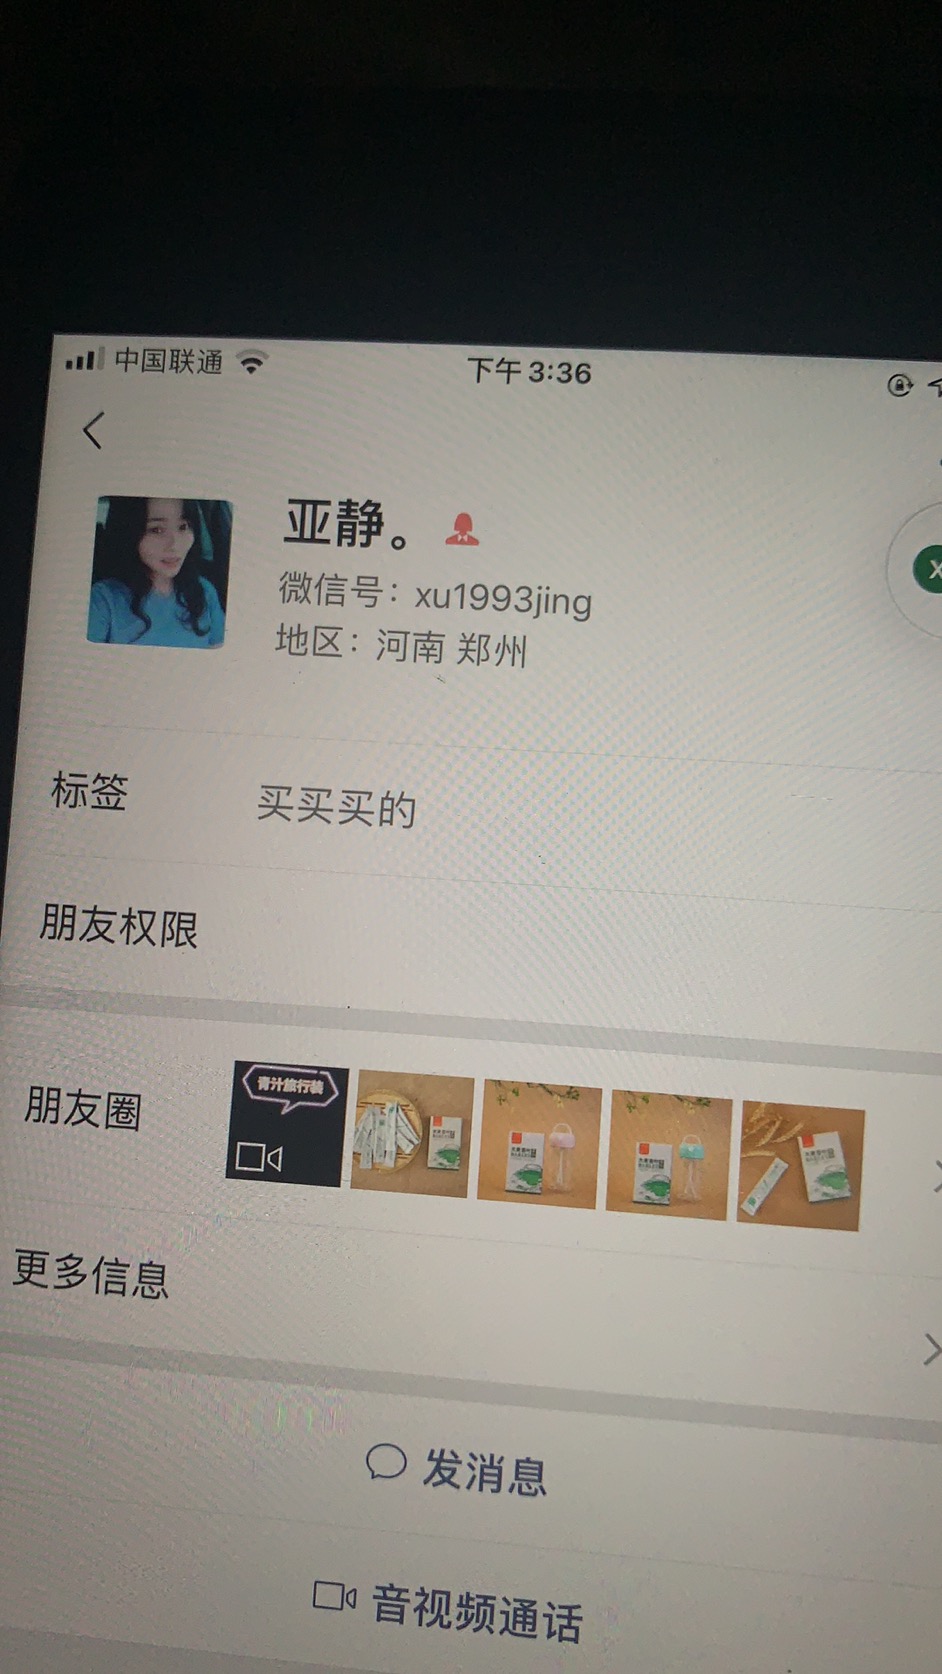 中国联通
下午3:36
亚静。
微信号：xu1993jing
地区：河南 郑州
标签
买买买的
朋友权限
朋友圈
青汁旅行装
更多信息
发消息
音视频通话